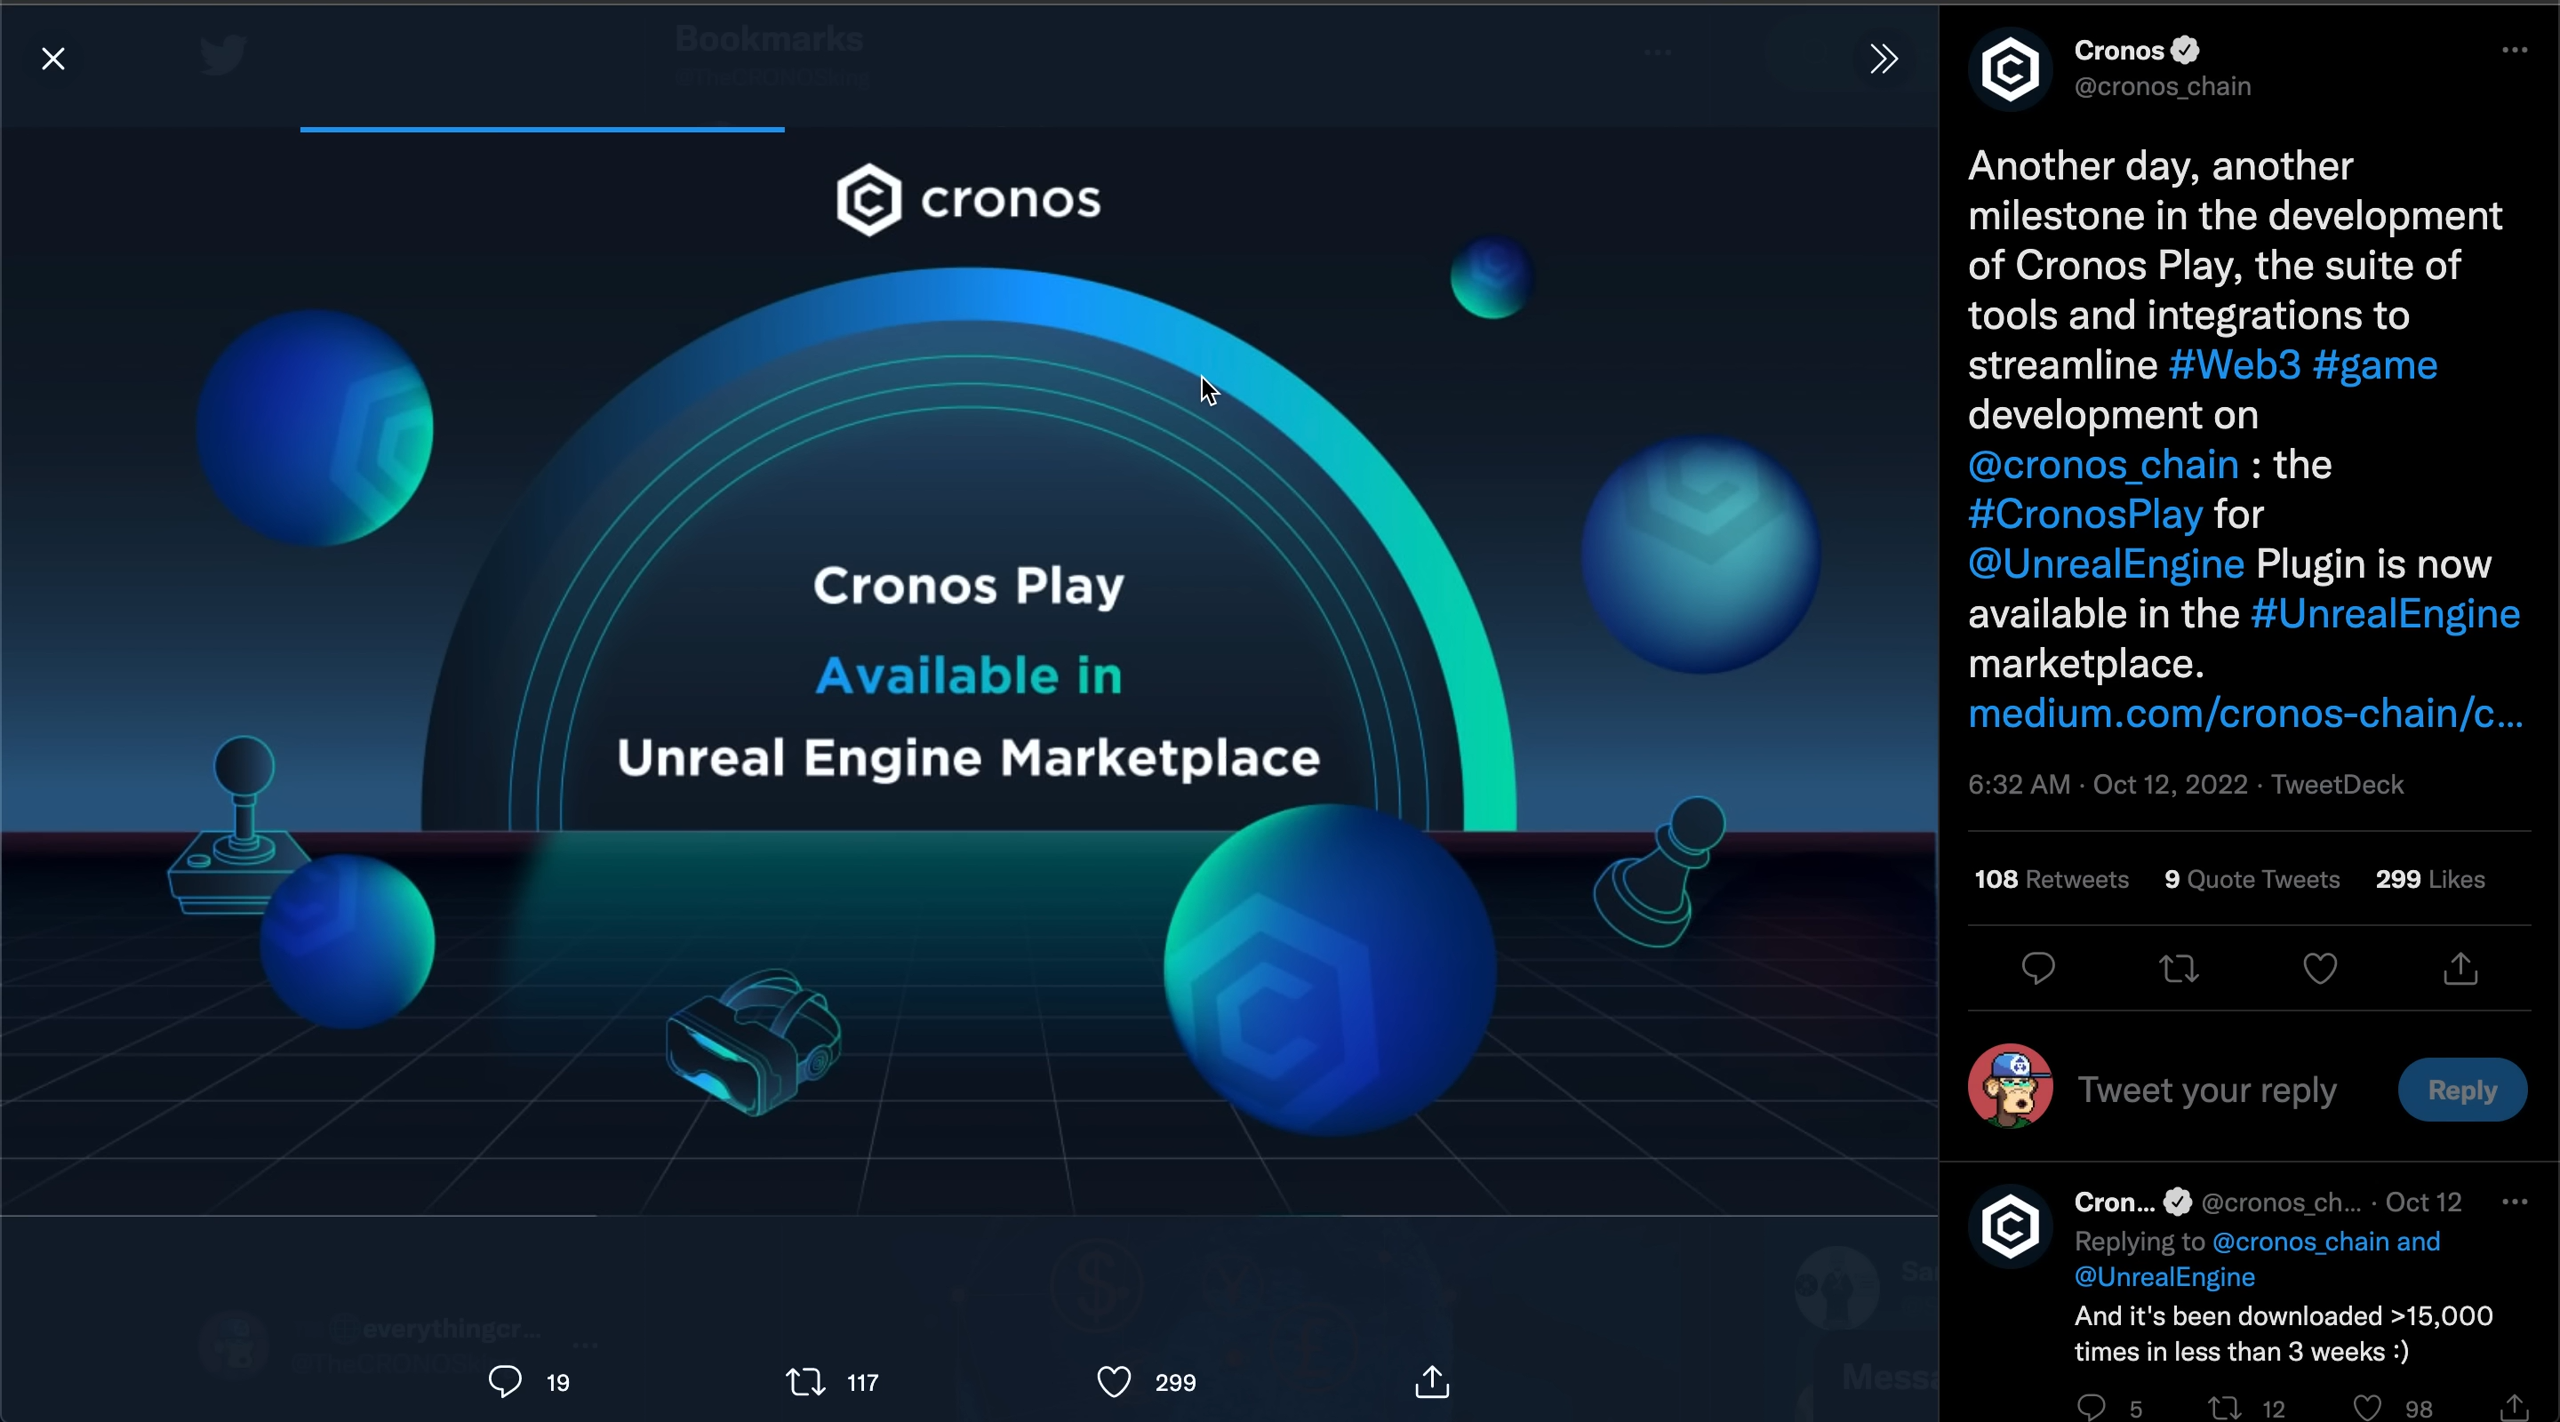 Bookmarks
@TheCRONOSking
cronos
Cronos Play
Available in
Unreal Engine Marketplace
everythingcr...
19
117
299
Cronos
@cronos_chain
Another day, another
milestone in the development
of Cronos Play, the suite of
tools and integrations to
streamline #Web3 #game
development on
@cronos_chain : the
#CronosPlay for
@UnrealEngine Plugin is now
available in the #UnrealEngine
marketplace.
medium.com/cronos-chain/c...
6:32 AM · Oct 12, 2022 · TweetDeck
108 Retweets 9 Quote Tweets 299 Likes
Tweet your reply
Reply
Cron... @cronos_ch... · Oct 12
Replying to @cronos_chain and
@UnrealEngine
And it's been downloaded >15,000
times in less than 3 weeks :)
5 12 98